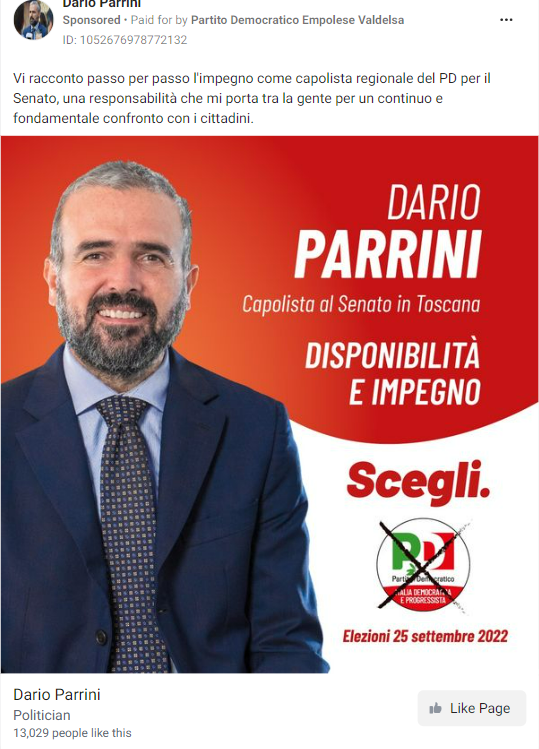 Dario Parrini
Sponsored • Paid for by Partito Democratico Empolese Valdelsa
ID: 1052676978772132
Vi racconto passo per passo l'impegno come capolista regionale del PD per il
Senato, una responsabilità che mi porta tra la gente per un continuo e
fondamentale confronto con i cittadini.
DARIO
PARRINI
Capolista al Senato in Toscana
DISPONIBILITÀ
E IMPEGNO
Scegli.
PD
Partito Democratico
ITALIA DEMOCRATICA
E PROGRESSISTA
Elezioni 25 settembre 2022
Dario Parrini
Politician
13,029 people like this
Like Page